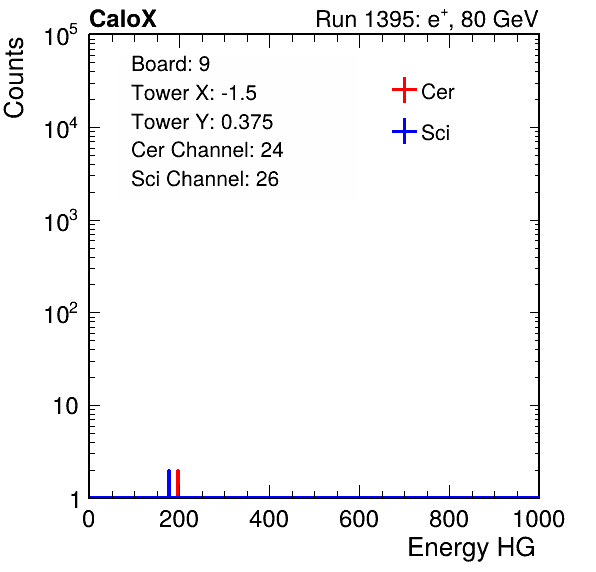 CaloX Run 1395: e⁺, 80 GeV
Counts
Board: 9
Tower X: -1.5
Tower Y: 0.375
Cer Channel: 24
Sci Channel: 26
Cer
Sci
10⁵
10⁴
10³
10²
10
1
0 200 400 600 800 1000
Energy HG